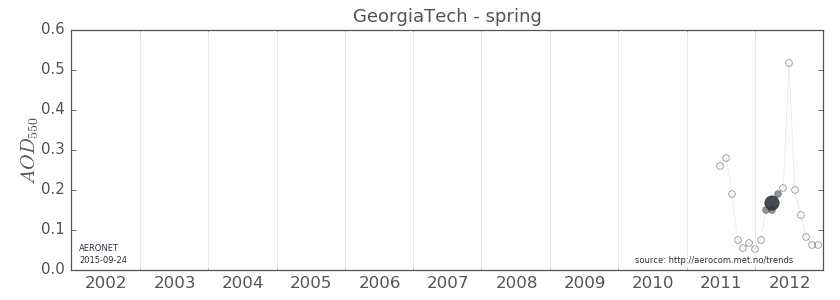 GeorgiaTech - spring
0.6
0.5
0.4
0.3
0.2
0.1
0.0
AOD550
AERONET
2015-09-24
source: http://aerocom.met.no/trends
2002 2003 2004 2005 2006 2007 2008 2009 2010 2011 2012